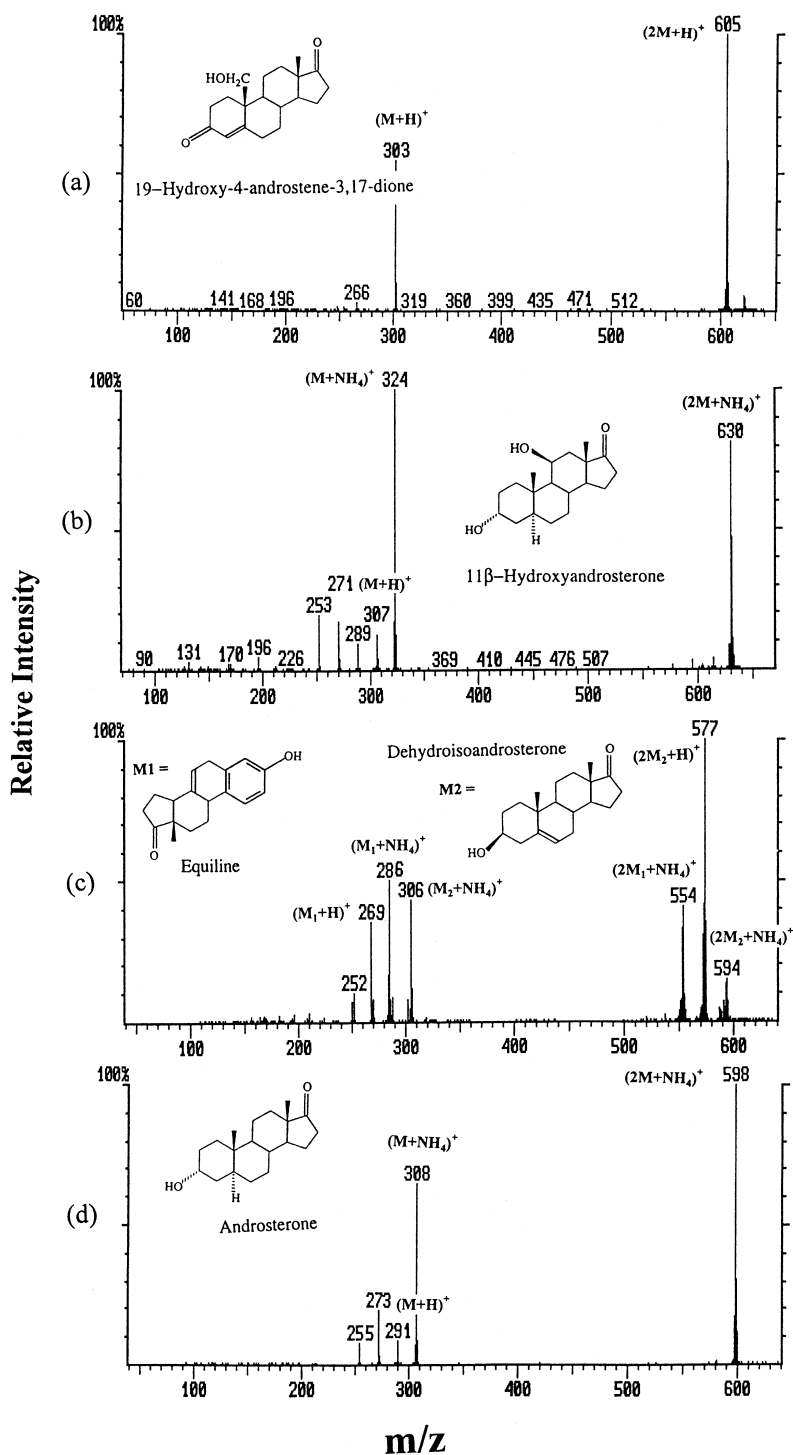 Relative Intensity
(a)
100%
HOH₂C
O
O
19–Hydroxy-4-androstene-3,17-dione
(M+H)⁺
303
(2M+H)⁺ 605
60 141 168 196 266 319 360 399 435 471 512
100 200 300 400 500 600
(b)
100%
(M+NH₄)⁺ 324
(2M+NH₄)⁺
630
HO
O
HO
H
11β–Hydroxyandrosterone
271 (M+H)⁺
253 289 307
90 131 170 196 226 369 410 445 476 507
100 200 300 400 500 600
(c)
100%
M1 =
OH
O
Equiline
Dehydroisoandrosterone
M2 =
O
HO
(2M₂+H)⁺
577
(M₁+NH₄)⁺
286
306 (M₂+NH₄)⁺
(M₁+H)⁺ 269
252
(2M₁+NH₄)⁺
554
(2M₂+NH₄)⁺
594
100 200 300 400 500 600
(d)
100%
O
HO
H
Androsterone
(2M+NH₄)⁺ 598
(M+NH₄)⁺
308
273 (M+H)⁺
255 291
100 200 300 400 500 600
m/z